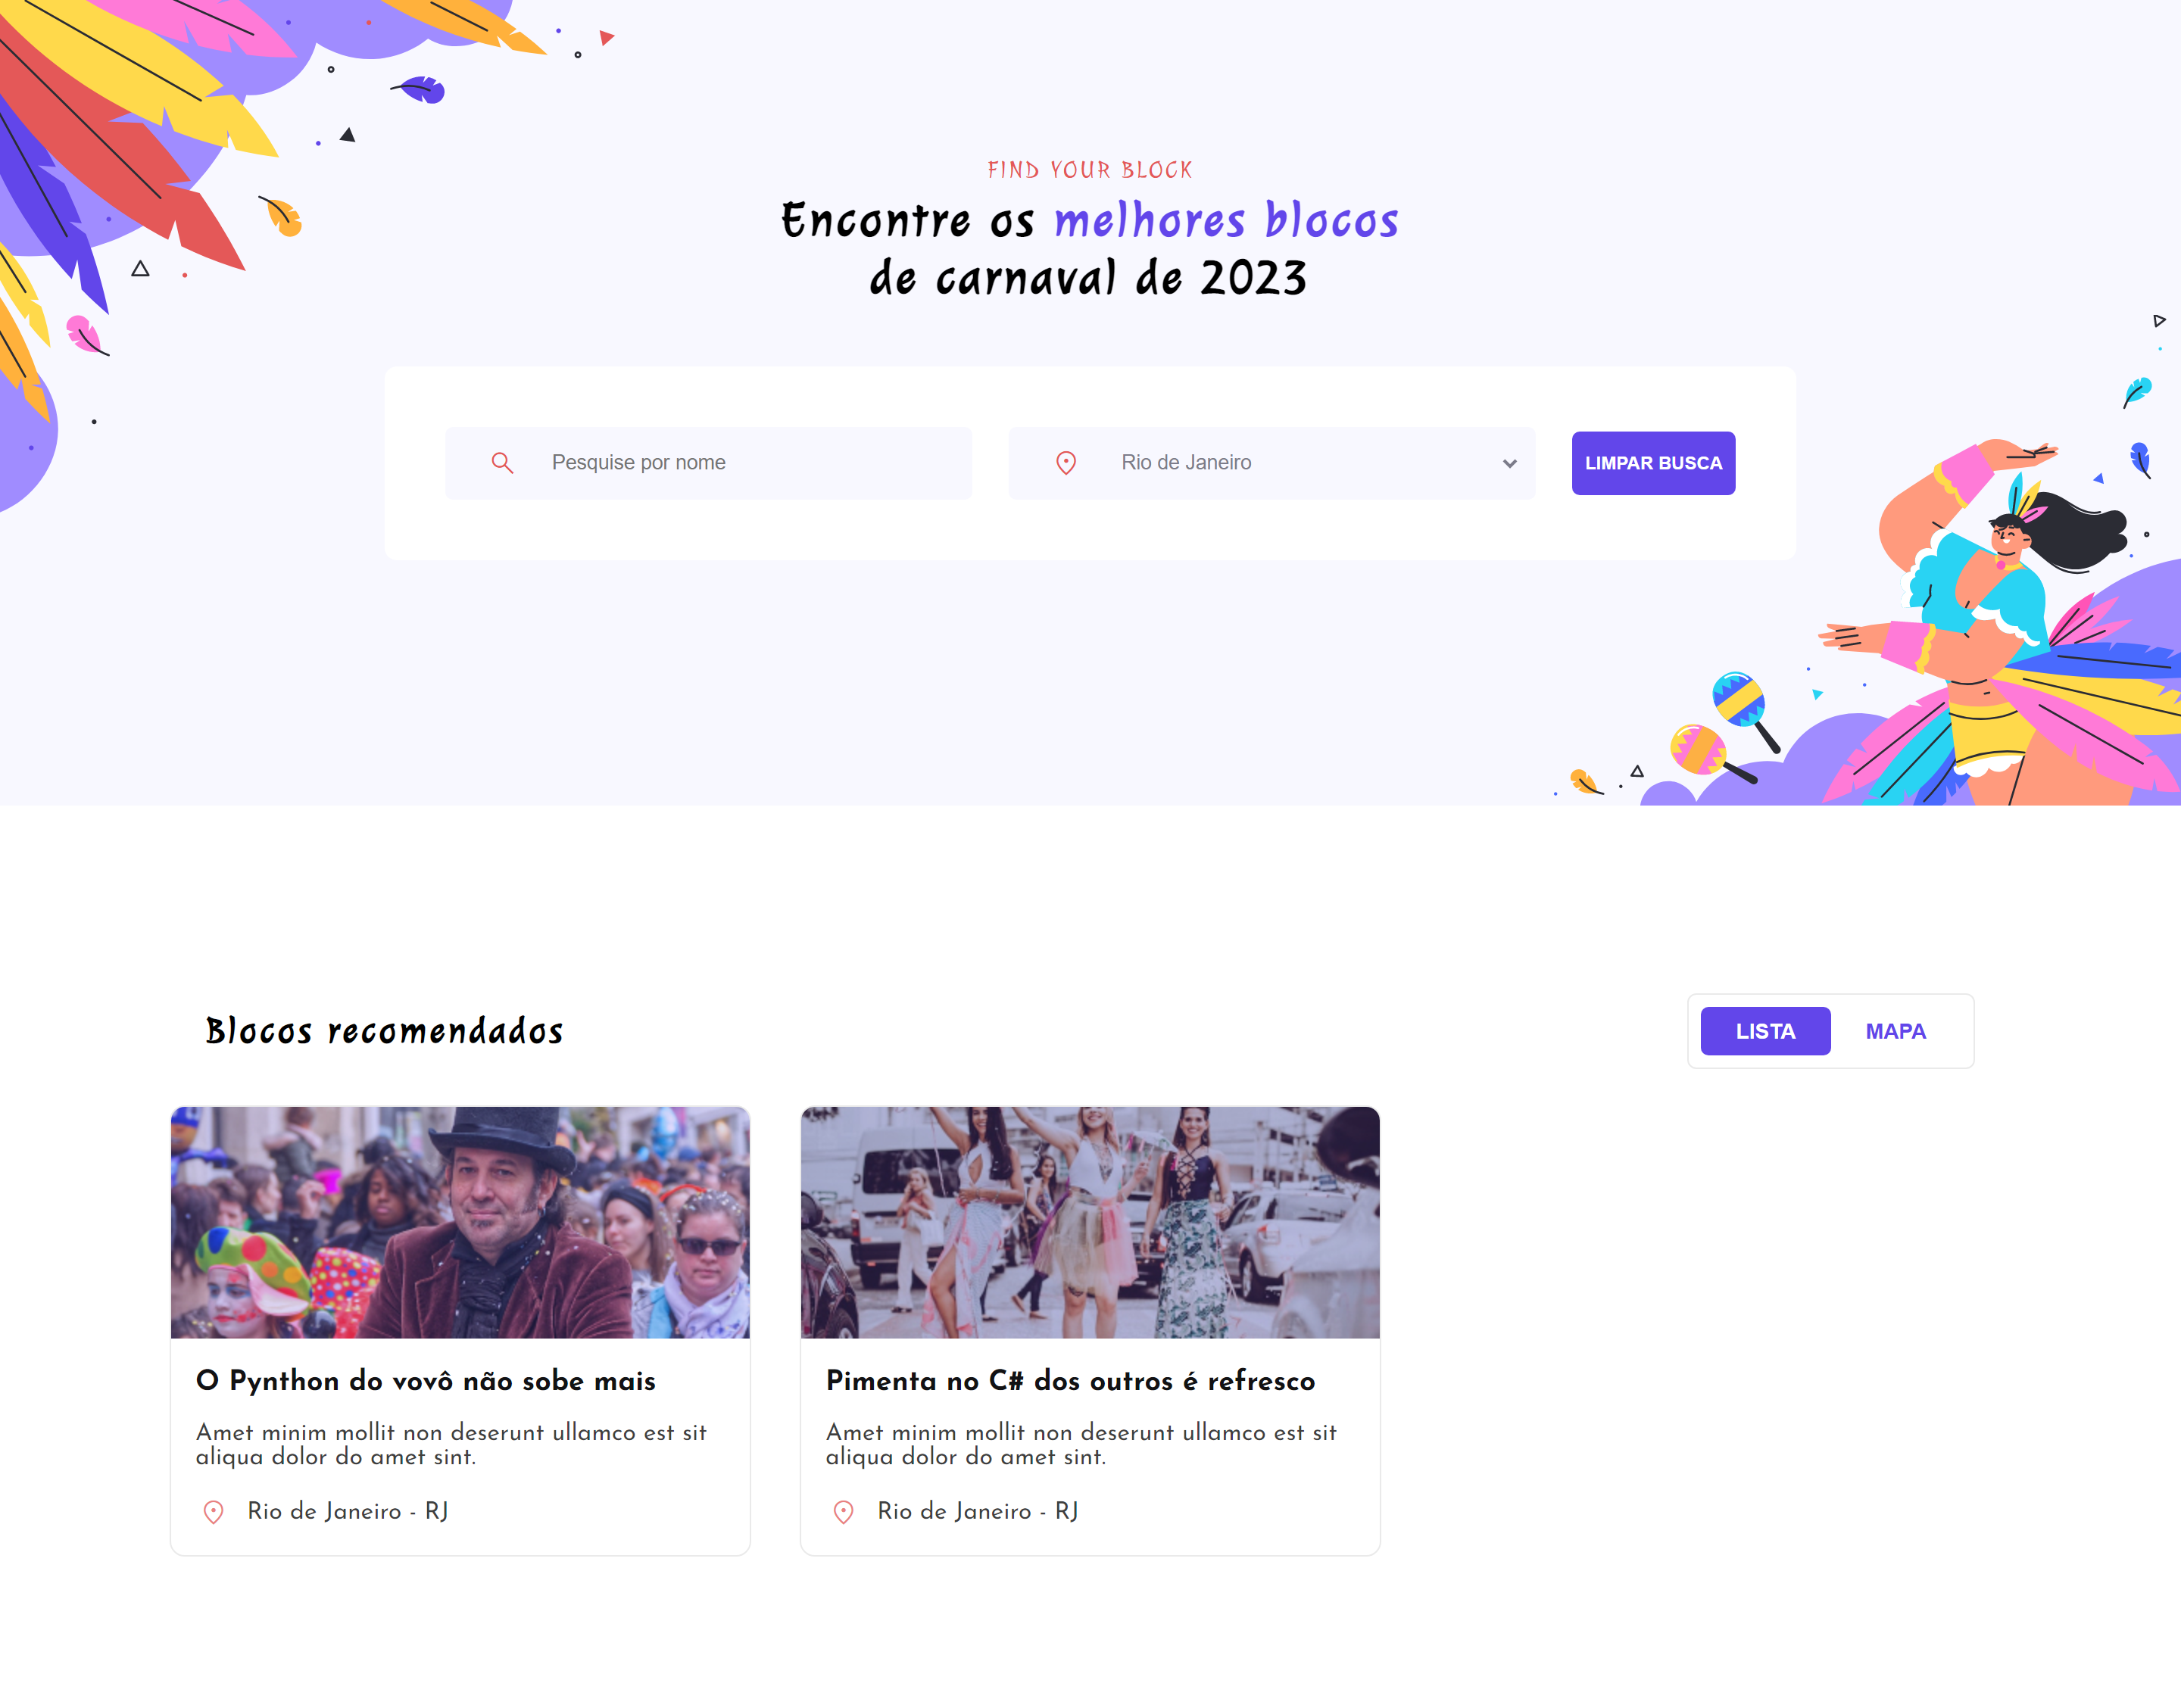 FIND YOUR BLOCK
Encontre os melhores blocos
de carnaval de 2023
Pesquise por nome
Rio de Janeiro
LIMPAR BUSCA
Blocos recomendados
LISTA
MAPA
O Pynthon do vovô não sobe mais
Amet minim mollit non deserunt ullamco est sit
aliqua dolor do amet sint.
Rio de Janeiro - RJ
Pimenta no C# dos outros é refresco
Amet minim mollit non deserunt ullamco est sit
aliqua dolor do amet sint.
Rio de Janeiro - RJ